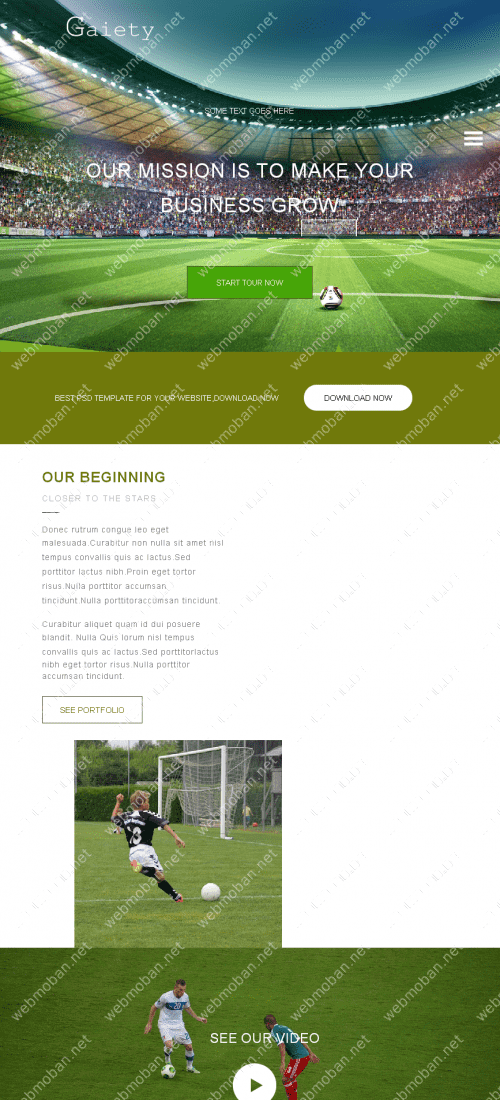 Gaiety
SOME TEXT GOES HERE
OUR MISSION IS TO MAKE YOUR
BUSINESS GROW
START TOUR NOW
BEST PSD TEMPLATE FOR YOUR WEBSITE,DOWNLOAD NOW
DOWNLOAD NOW
OUR BEGINNING
CLOSER TO THE STARS
Donec rutrum congue leo eget
malesuada.Curabitur non nulla sit amet nisl
tempus convallis quis ac lactus.Sed
porttitor lactus nibh.Proin eget tortor
risus.Nulla porttitor accumsan.
tincidunt.Nulla porttitoraccumsan tincidunt.
Curabitur aliquet quam id dui posuere
blandit. Nulla Quis lorum nisl tempus
convallis quis ac lactus.Sed porttitorlactus
nibh eget tortor risus.Nulla porttitor
accumsan tincidunt.
SEE PORTFOLIO
13
20
SEE OUR VIDEO
webmoban.net